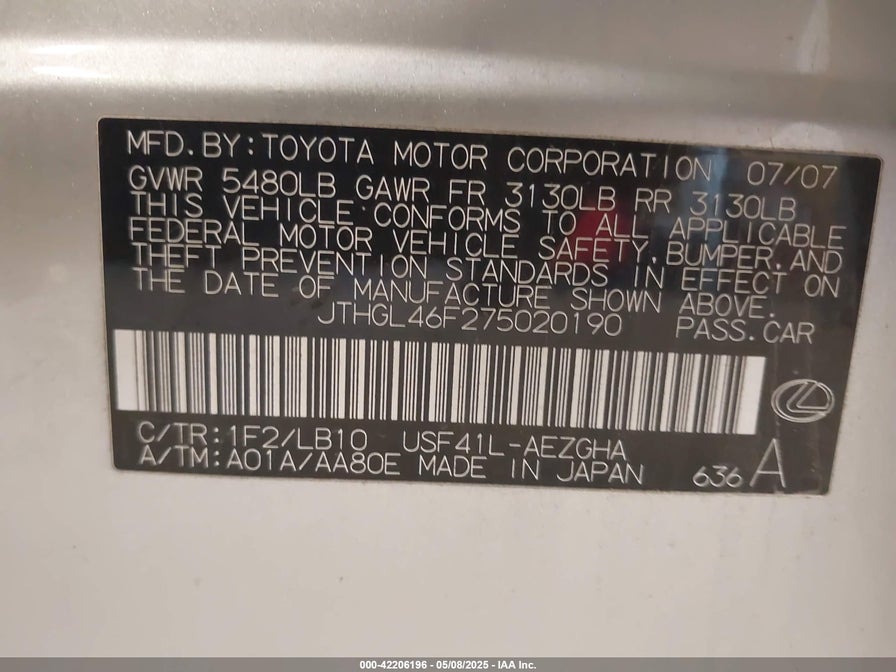 MFD. BY: TOYOTA MOTOR CORPORATION 07/07
GVWR 5480LB GAWR FR 3130LB RR 3130LB
THIS VEHICLE CONFORMS TO ALL APPLICABLE
FEDERAL MOTOR VEHICLE SAFETY, BUMPER, AND
THEFT PREVENTION STANDARDS IN EFFECT ON
THE DATE OF MANUFACTURE SHOWN ABOVE.
JTHGL46F275020190 PASS. CAR
C/TR: 1F2/LB10 USF41L-AEZGHA
A/TM: A01A/AA80E MADE IN JAPAN 636 A
000-42206196 - 05/08/2025 - IAA Inc.